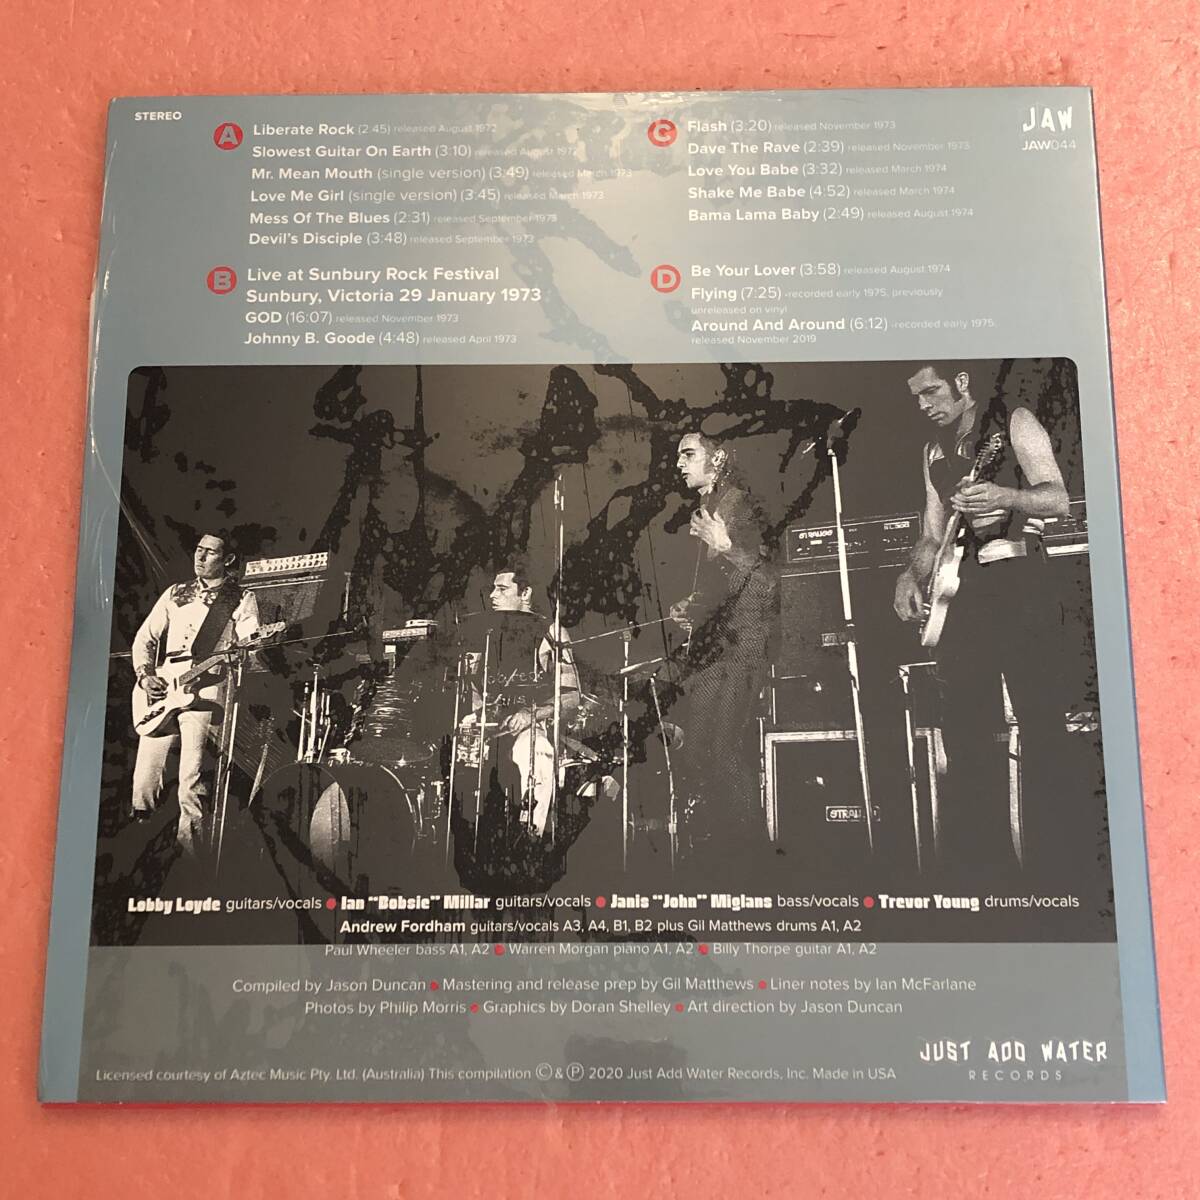 STEREO
A
Liberate Rock (2:45) released August 1972
Slowest Guitar On Earth (3:10) released August 1972
Mr. Mean Mouth (single version) (3:49) released March 1973
Love Me Girl (single version) (3:45) released March 1973
Mess Of The Blues (2:31) released September 1973
Devil's Disciple (3:48) released September 1973
B
Live at Sunbury Rock Festival
Sunbury, Victoria 29 January 1973
GOD (16:07) released November 1973
Johnny B. Goode (4:48) released April 1973
C
Flash (3:20) released November 1973
Dave The Rave (2:39) released November 1973
Love You Babe (3:32) released March 1974
Shake Me Babe (4:52) released March 1974
Bama Lama Baby (2:49) released August 1974
D
Be Your Lover (3:58) released August 1974
Flying (7:25) -recorded early 1975, previously
unreleased on vinyl
Around And Around (6:12) -recorded early 1975,
released November 2019
JAW
JAW044
STRAUSS
Lobby Loyde guitars/vocals ● Ian "Bobsie" Millar guitars/vocals ● Janis "John" Miglans bass/vocals ● Trevor Young drums/vocals
Andrew Fordham guitars/vocals A3, A4, B1, B2 plus Gil Matthews drums A1, A2
Paul Wheeler bass A1, A2 ● Warren Morgan piano A1, A2 ● Billy Thorpe guitar A1, A2
Compiled by Jason Duncan ● Mastering and release prep by Gil Matthews ● Liner notes by Ian McFarlane
Photos by Philip Morris ● Graphics by Doran Shelley ● Art direction by Jason Duncan
JUST ADD WATER
RECORDS
Licensed courtesy of Aztec Music Pty. Ltd. (Australia) This compilation © & ℗ 2020 Just Add Water Records, Inc. Made in USA